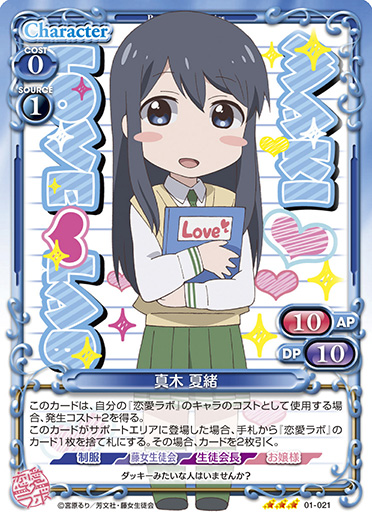 Character
COST
0
SOURCE
1
LOVE LAB
MAKI
Love
10 AP
DP 10
真木 夏緒
このカードは、自分の『恋愛ラボ』のキャラのコストとして使用する場
合、発生コスト+2を得る。
このカードがサポートエリアに登場した場合、手札から『恋愛ラボ』の
カード1枚を捨て札にする。その場合、カードを2枚引く。
制服 藤女生徒会 生徒会長 お嬢様
ダッキーみたいな人はいませんか？
恋愛ラボ
©宮原るり／芳文社・藤女生徒会
01-021